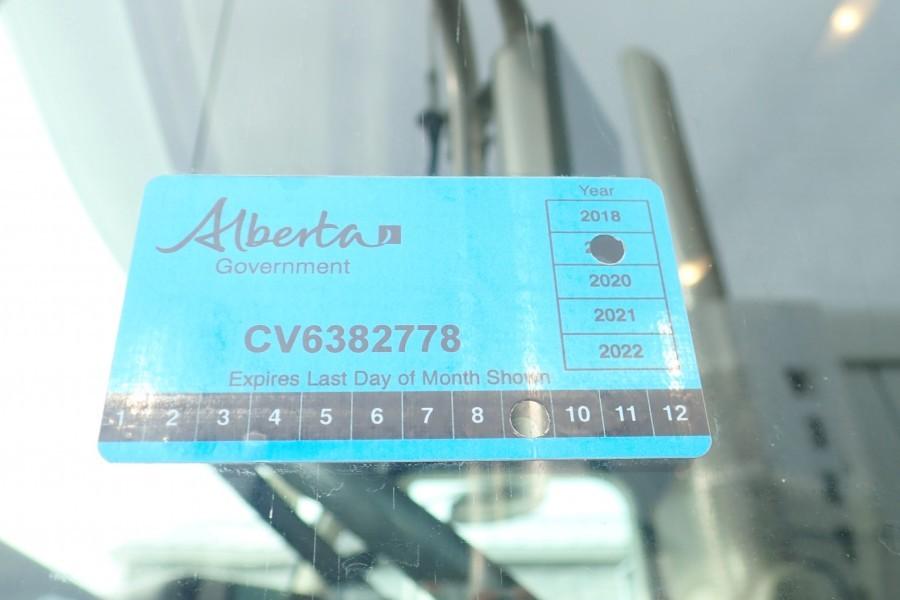 Alberta
Government
Year
2018
2020
2021
2022
CV6382778
Expires Last Day of Month Shown
1 2 3 4 5 6 7 8 10 11 12